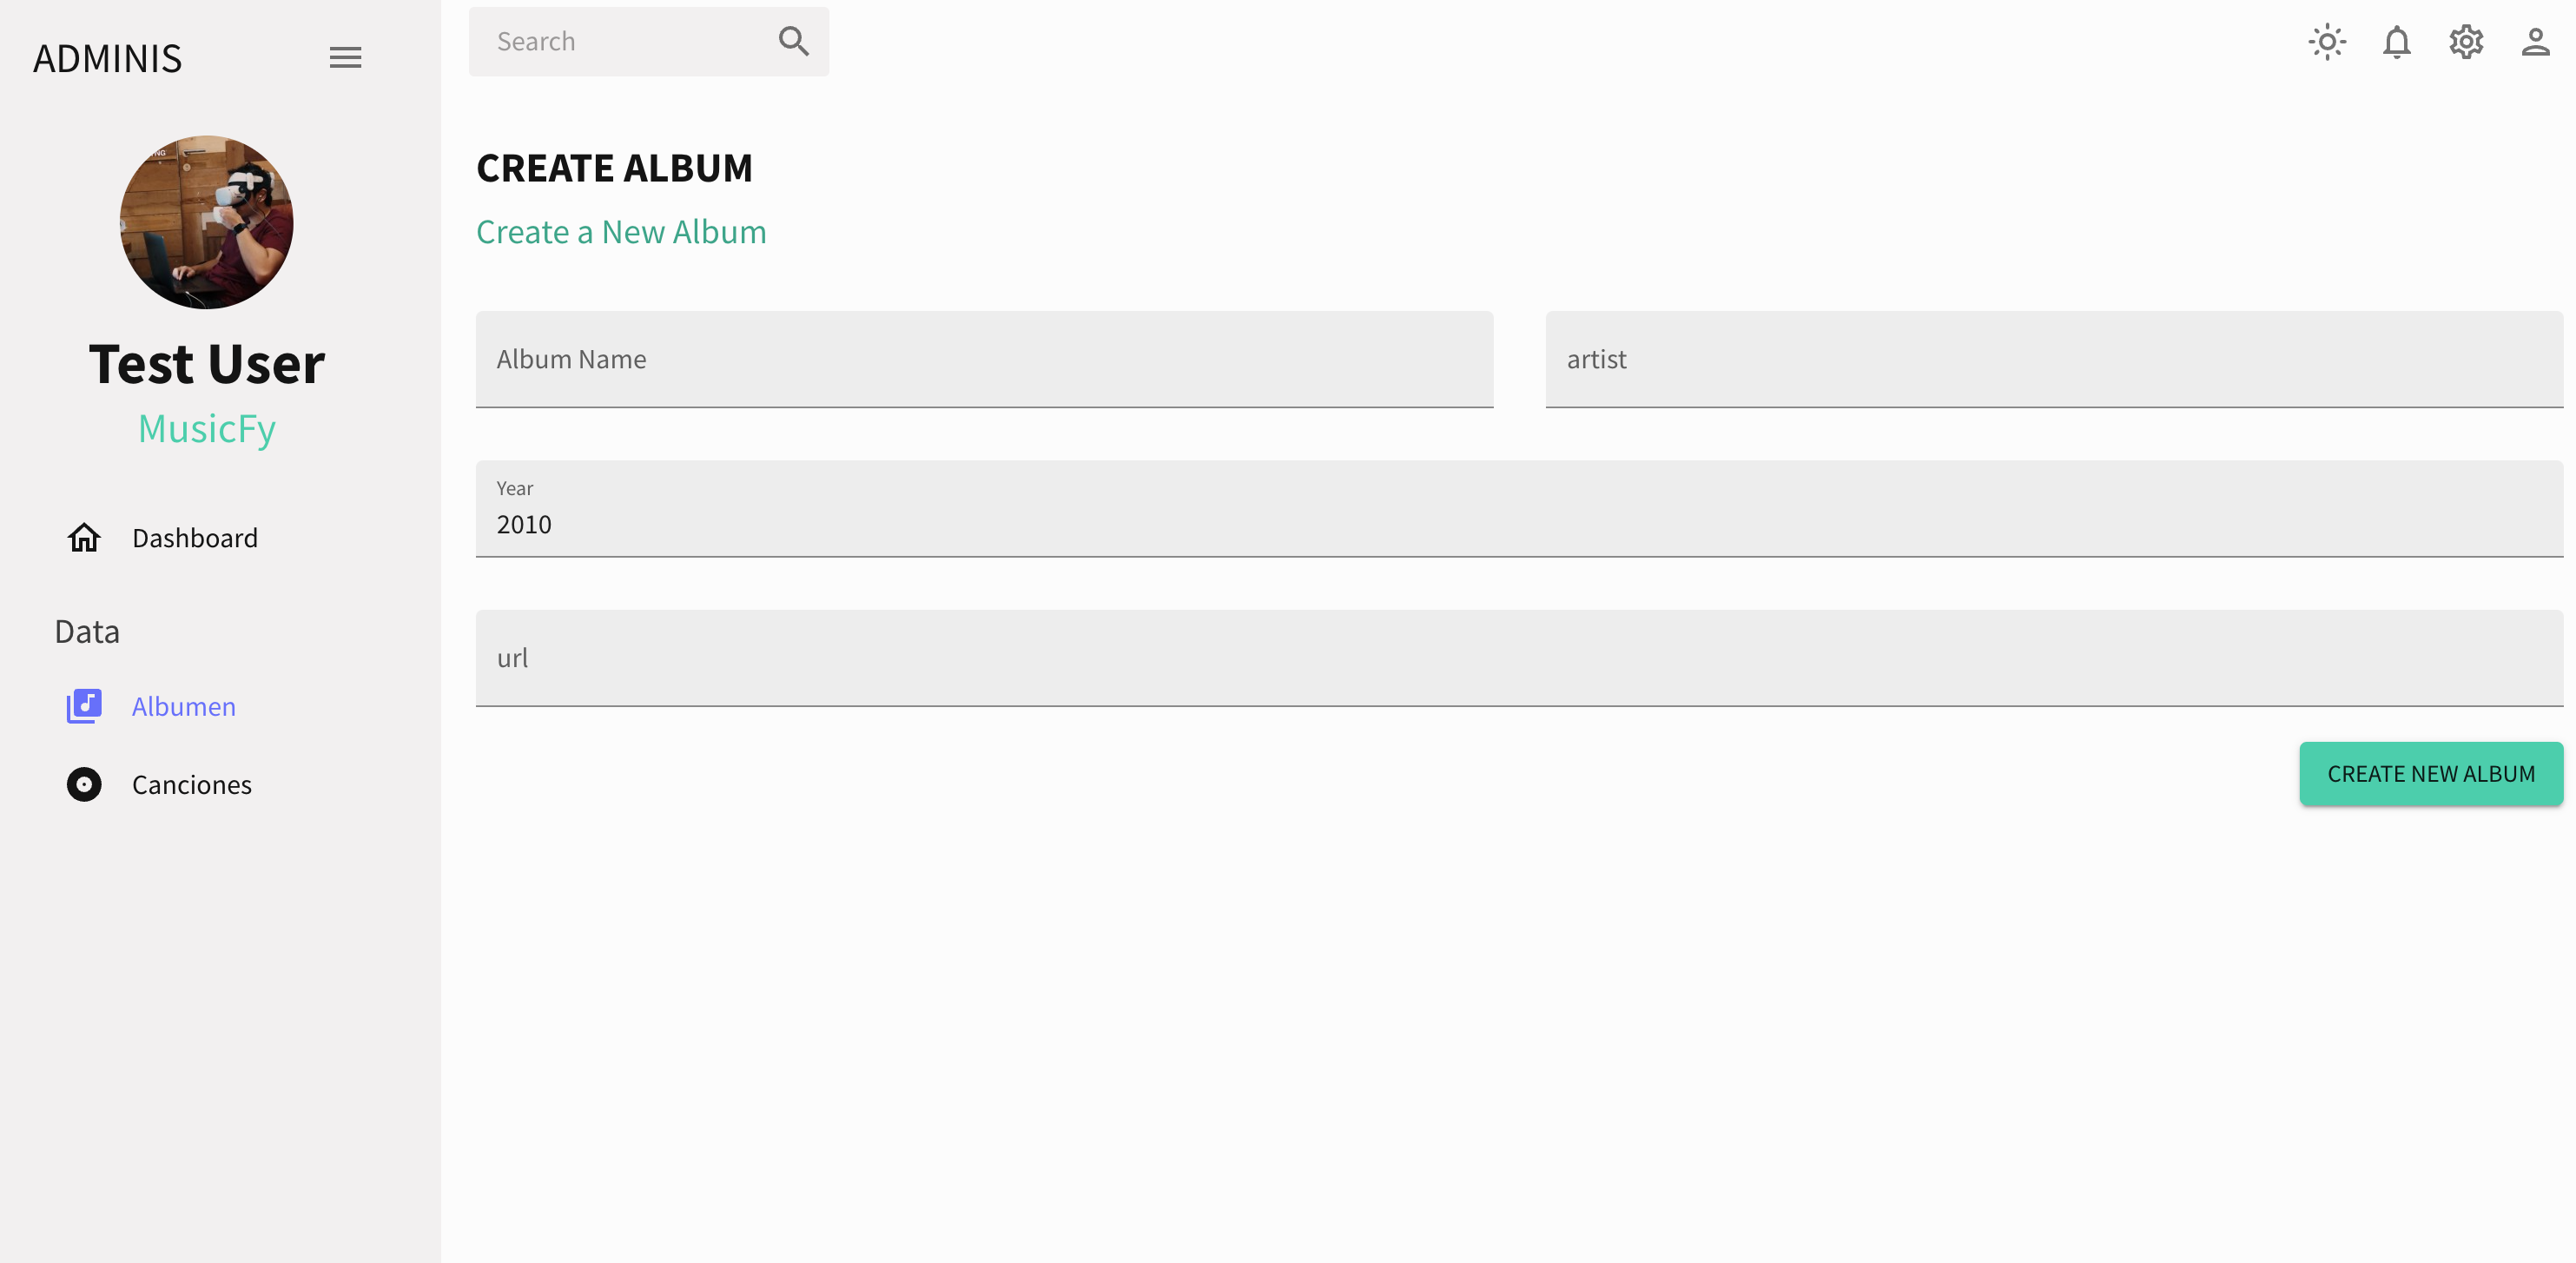 ADMINIS
Search
Test User
MusicFy
Dashboard
Data
Albumen
Canciones
CREATE ALBUM
Create a New Album
Album Name
artist
Year
2010
url
CREATE NEW ALBUM